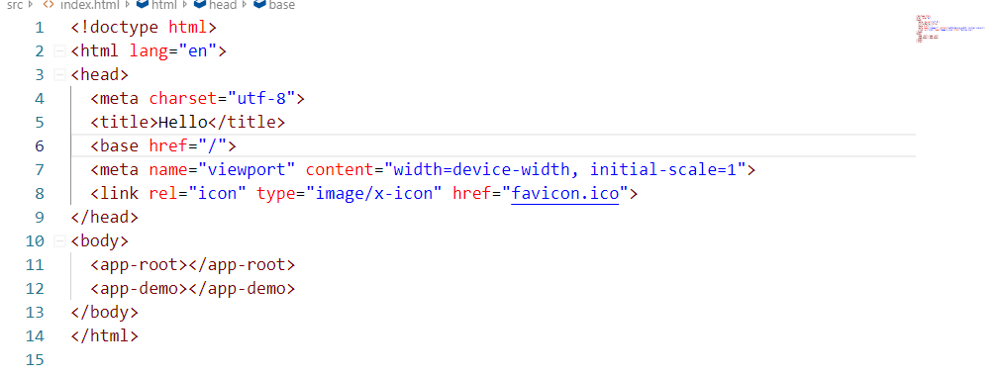 src > index.html > html > head > base
1 <!doctype html>
2 <html lang="en">
3 <head>
4   <meta charset="utf-8">
5   <title>Hello</title>
6   <base href="/">
7   <meta name="viewport" content="width=device-width, initial-scale=1">
8   <link rel="icon" type="image/x-icon" href="favicon.ico">
9 </head>
10 <body>
11   <app-root></app-root>
12   <app-demo></app-demo>
13 </body>
14 </html>
15